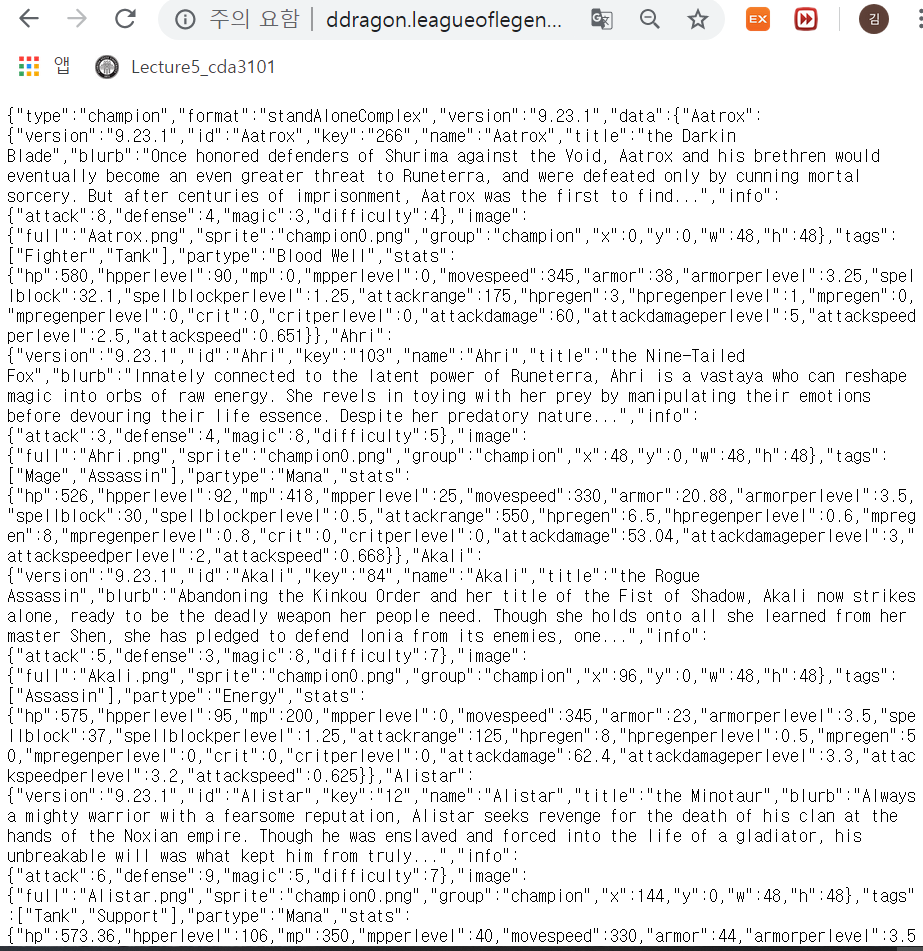 주의 요함 | ddragon.leagueoflegen...
EX
김
앱 Lecture5_cda3101
{"type":"champion","format":"standAloneComplex","version":"9.23.1","data":{"Aatrox":
{"version":"9.23.1","id":"Aatrox","key":"266","name":"Aatrox","title":"the Darkin
Blade","blurb":"Once honored defenders of Shurima against the Void, Aatrox and his brethren would
eventually become an even greater threat to Runeterra, and were defeated only by cunning mortal
sorcery. But after centuries of imprisonment, Aatrox was the first to find...","info":
{"attack":8,"defense":4,"magic":3,"difficulty":4},"image":
{"full":"Aatrox.png","sprite":"champion0.png","group":"champion","x":0,"y":0,"w":48,"h":48},"tags":
["Fighter","Tank"],"partype":"Blood Well","stats":
{"hp":580,"hpperlevel":90,"mp":0,"mpperlevel":0,"movespeed":345,"armor":38,"armorperlevel":3.25,"spel
lblock":32.1,"spellblockperlevel":1.25,"attackrange":175,"hpregen":3,"hpregenperlevel":1,"mpregen":0,
"mpregenperlevel":0,"crit":0,"critperlevel":0,"attackdamage":60,"attackdamageperlevel":5,"attackspeed
perlevel":2.5,"attackspeed":0.651}},"Ahri":
{"version":"9.23.1","id":"Ahri","key":"103","name":"Ahri","title":"the Nine-Tailed
Fox","blurb":"Innately connected to the latent power of Runeterra, Ahri is a vastaya who can reshape
magic into orbs of raw energy. She revels in toying with her prey by manipulating their emotions
before devouring their life essence. Despite her predatory nature...","info":
{"attack":3,"defense":4,"magic":8,"difficulty":5},"image":
{"full":"Ahri.png","sprite":"champion0.png","group":"champion","x":48,"y":0,"w":48,"h":48},"tags":
["Mage","Assassin"],"partype":"Mana","stats":
{"hp":526,"hpperlevel":92,"mp":418,"mpperlevel":25,"movespeed":330,"armor":20.88,"armorperlevel":3.5,
"spellblock":30,"spellblockperlevel":0.5,"attackrange":550,"hpregen":6.5,"hpregenperlevel":0.6,"mpreg
en":8,"mpregenperlevel":0.8,"crit":0,"critperlevel":0,"attackdamage":53.04,"attackdamageperlevel":3,"
attackspeedperlevel":2,"attackspeed":0.668}},"Akali":
{"version":"9.23.1","id":"Akali","key":"84","name":"Akali","title":"the Rogue
Assassin","blurb":"Abandoning the Kinkou Order and her title of the Fist of Shadow, Akali now strikes
alone, ready to be the deadly weapon her people need. Though she holds onto all she learned from her
master Shen, she has pledged to defend Ionia from its enemies, one...","info":
{"attack":5,"defense":3,"magic":8,"difficulty":7},"image":
{"full":"Akali.png","sprite":"champion0.png","group":"champion","x":96,"y":0,"w":48,"h":48},"tags":
["Assassin"],"partype":"Energy","stats":
{"hp":575,"hpperlevel":95,"mp":200,"mpperlevel":0,"movespeed":345,"armor":23,"armorperlevel":3.5,"spe
llblock":37,"spellblockperlevel":1.25,"attackrange":125,"hpregen":8,"hpregenperlevel":0.5,"mpregen":5
0,"mpregenperlevel":0,"crit":0,"critperlevel":0,"attackdamage":62.4,"attackdamageperlevel":3.3,"attac
kspeedperlevel":3.2,"attackspeed":0.625}},"Alistar":
{"version":"9.23.1","id":"Alistar","key":"12","name":"Alistar","title":"the Minotaur","blurb":"Always
a mighty warrior with a fearsome reputation, Alistar seeks revenge for the death of his clan at the
hands of the Noxian empire. Though he was enslaved and forced into the life of a gladiator, his
unbreakable will was what kept him from truly...","info":
{"attack":6,"defense":9,"magic":5,"difficulty":7},"image":
{"full":"Alistar.png","sprite":"champion0.png","group":"champion","x":144,"y":0,"w":48,"h":48},"tags"
:["Tank","Support"],"partype":"Mana","stats":
{"hp":573.36,"hpperlevel":106,"mp":350,"mpperlevel":40,"movespeed":330,"armor":44,"armorperlevel":3.5